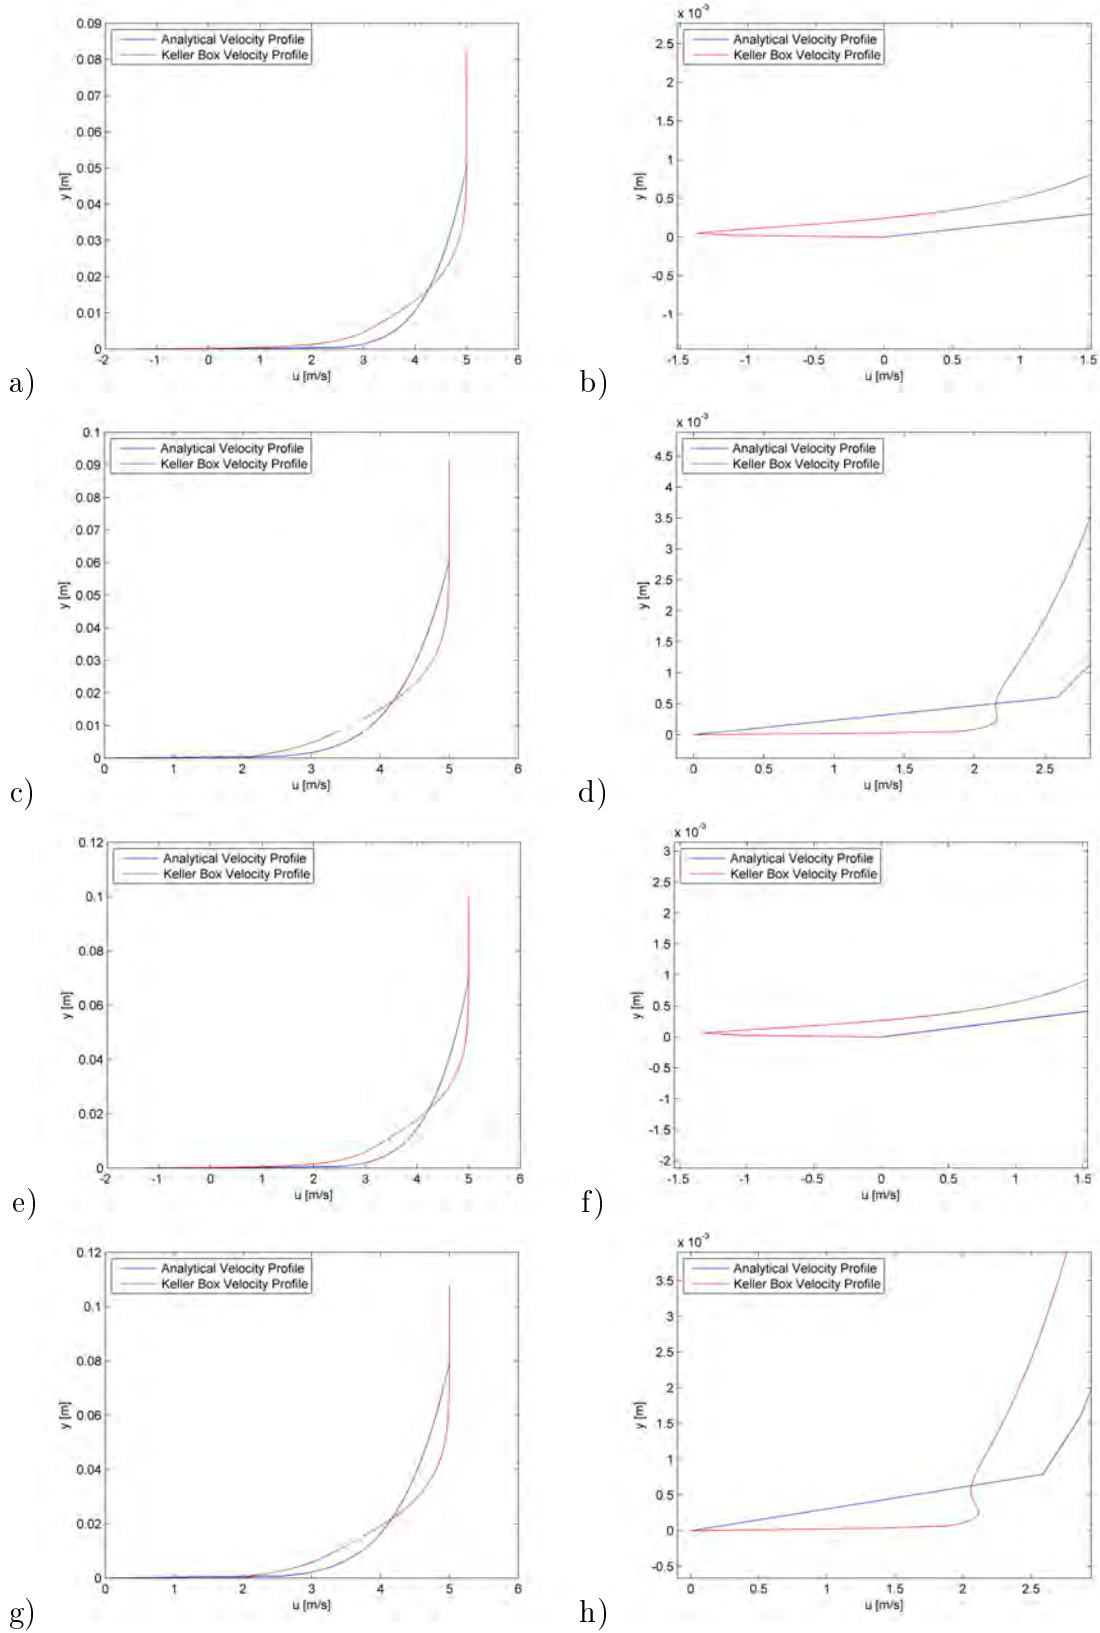 0.09
Analytical Velocity Profile
Keller Box Velocity Profile
0.08
0.07
0.06
0.05
0.04
0.03
0.02
0.01
0
y [m]
-2 -1 0 1 2 3 4 5 6
u [m/s]
a)
x 10⁻³
2.5
Analytical Velocity Profile
Keller Box Velocity Profile
2
1.5
1
0.5
0
-0.5
-1
y [m]
-1.5 -1 -0.5 0 0.5 1 1.5
u [m/s]
b)
0.1
Analytical Velocity Profile
Keller Box Velocity Profile
0.09
0.08
0.07
0.06
0.05
0.04
0.03
0.02
0.01
0
y [m]
0 1 2 3 4 5 6
u [m/s]
c)
x 10⁻³
4.5
Analytical Velocity Profile
Keller Box Velocity Profile
4
3.5
3
2.5
2
1.5
1
0.5
0
y [m]
0 0.5 1 1.5 2 2.5
u [m/s]
d)
0.12
Analytical Velocity Profile
Keller Box Velocity Profile
0.1
0.08
0.06
0.04
0.02
0
y [m]
-2 -1 0 1 2 3 4 5 6
u [m/s]
e)
x 10⁻³
3
Analytical Velocity Profile
Keller Box Velocity Profile
2.5
2
1.5
1
0.5
0
-0.5
-1
-1.5
-2
y [m]
-1.5 -1 -0.5 0 0.5 1 1.5
u [m/s]
f)
0.12
Analytical Velocity Profile
Keller Box Velocity Profile
0.1
0.08
0.06
0.04
0.02
0
y [m]
0 1 2 3 4 5 6
u [m/s]
g)
x 10⁻³
Analytical Velocity Profile
Keller Box Velocity Profile
3.5
3
2.5
2
1.5
1
0.5
0
-0.5
y [m]
0 0.5 1 1.5 2 2.5
u [m/s]
h)